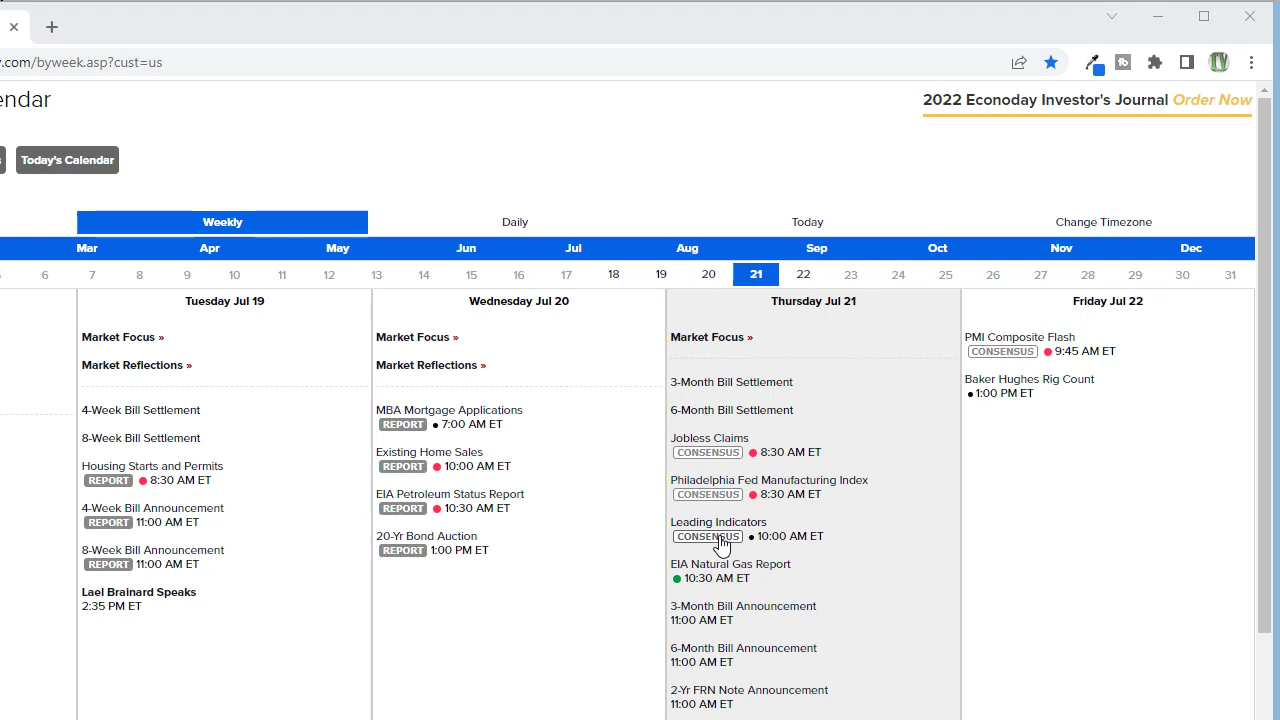 .com/byweek.asp?cust=us
endar
2022 Econoday Investor's Journal Order Now
Today's Calendar
Weekly Daily Today Change Timezone
Mar Apr May Jun Jul Aug Sep Oct Nov Dec
6 7 8 9 10 11 12 13 14 15 16 17 18 19 20 21 22 23 24 25 26 27 28 29 30 31
Tuesday Jul 19
Market Focus »
Market Reflections »
4-Week Bill Settlement
8-Week Bill Settlement
Housing Starts and Permits
REPORT 8:30 AM ET
4-Week Bill Announcement
REPORT 11:00 AM ET
8-Week Bill Announcement
REPORT 11:00 AM ET
Lael Brainard Speaks
2:35 PM ET
Wednesday Jul 20
Market Focus »
Market Reflections »
MBA Mortgage Applications
REPORT 7:00 AM ET
Existing Home Sales
REPORT 10:00 AM ET
EIA Petroleum Status Report
REPORT 10:30 AM ET
20-Yr Bond Auction
REPORT 1:00 PM ET
Thursday Jul 21
Market Focus »
3-Month Bill Settlement
6-Month Bill Settlement
Jobless Claims
CONSENSUS 8:30 AM ET
Philadelphia Fed Manufacturing Index
CONSENSUS 8:30 AM ET
Leading Indicators
CONSENSUS 10:00 AM ET
EIA Natural Gas Report
10:30 AM ET
3-Month Bill Announcement
11:00 AM ET
6-Month Bill Announcement
11:00 AM ET
2-Yr FRN Note Announcement
11:00 AM ET
Friday Jul 22
PMI Composite Flash
CONSENSUS 9:45 AM ET
Baker Hughes Rig Count
1:00 PM ET